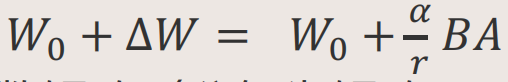 W₀ + ΔW = W₀ + α/r BA